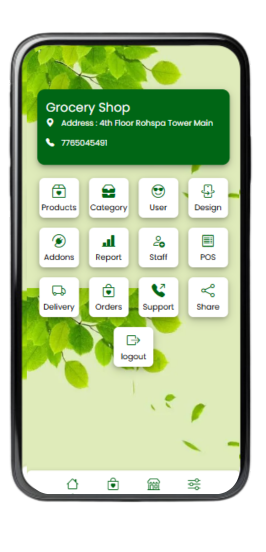 Grocery Shop
Address : 4th Floor Rohspa Tower Main
7765045491
Products Category User Design
Addons Report Staff POS
Delivery Orders Support Share
logout